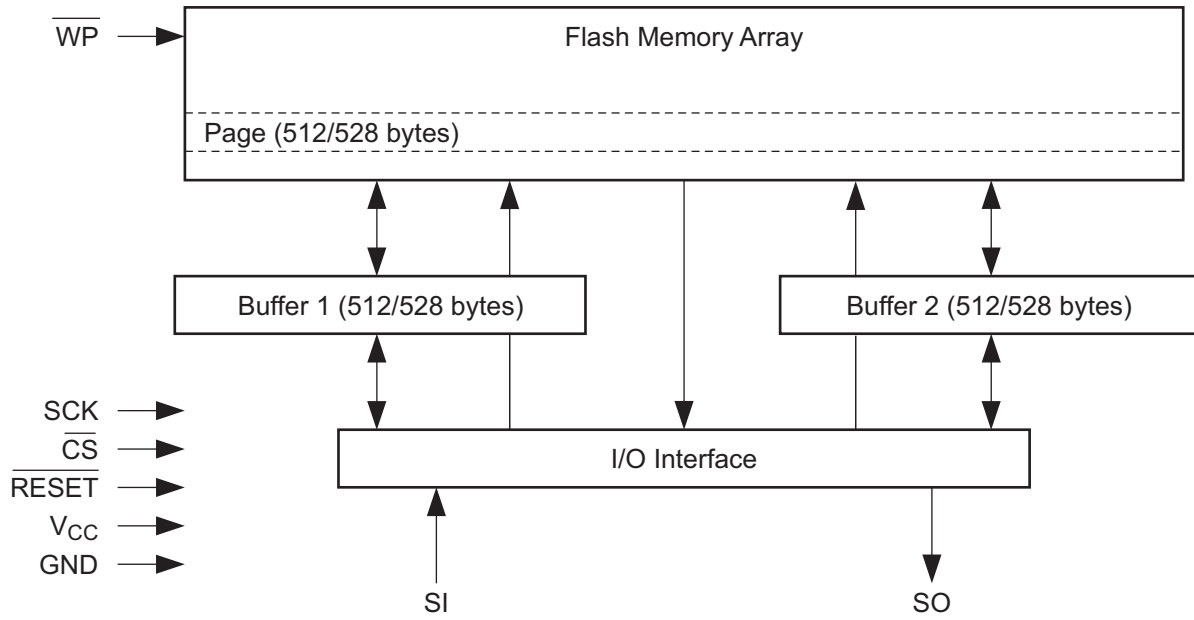 WP
Flash Memory Array
Page (512/528 bytes)
Buffer 1 (512/528 bytes)
Buffer 2 (512/528 bytes)
SCK
CS
RESET
VCC
GND
I/O Interface
SI
SO